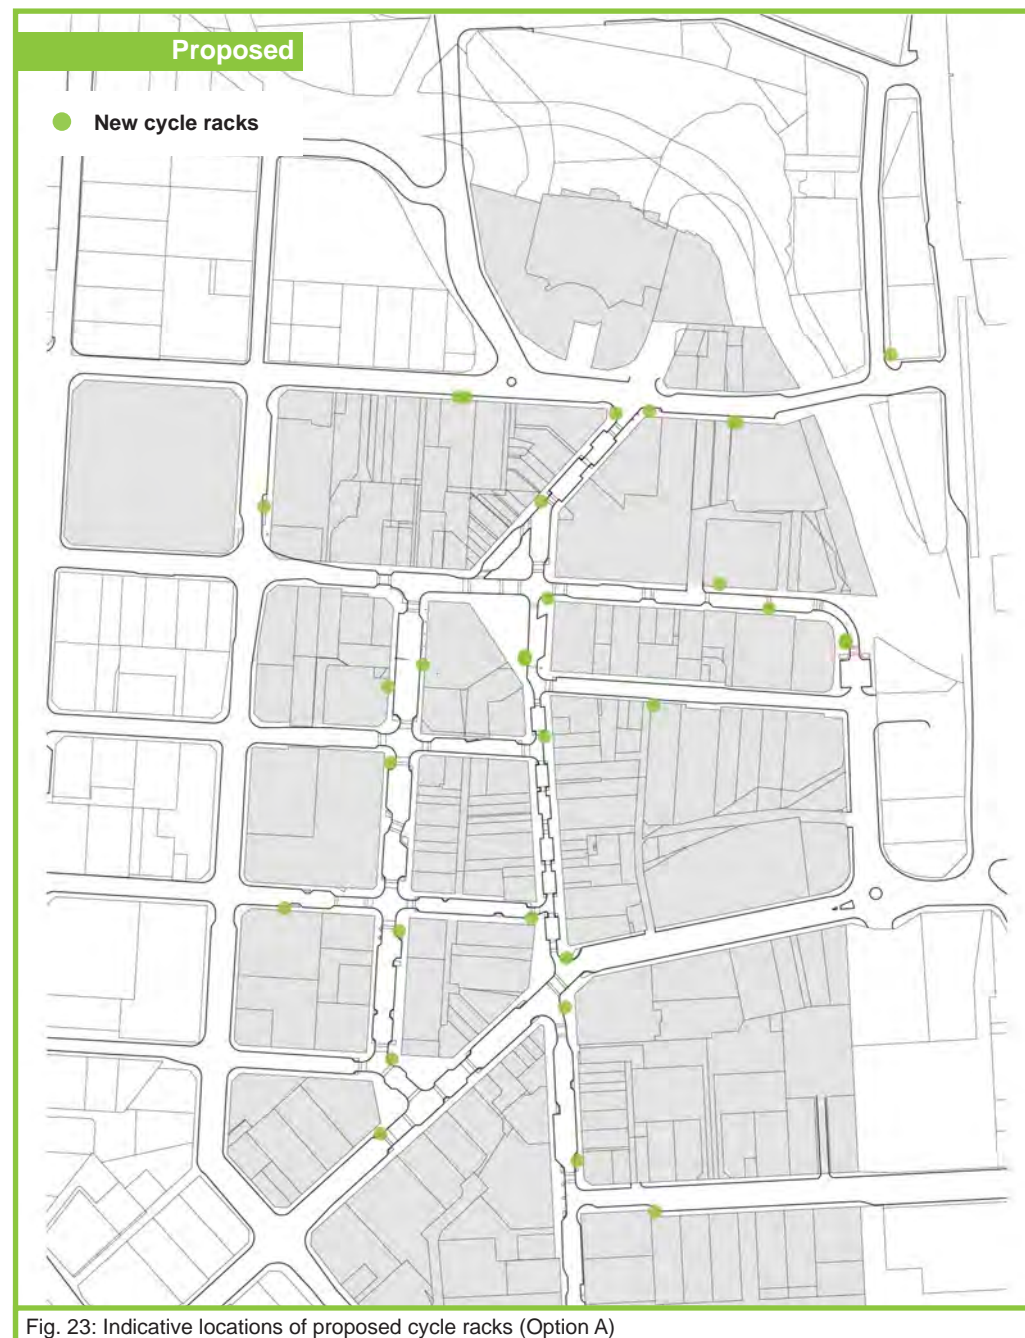 Proposed
New cycle racks
Fig. 23: Indicative locations of proposed cycle racks (Option A)